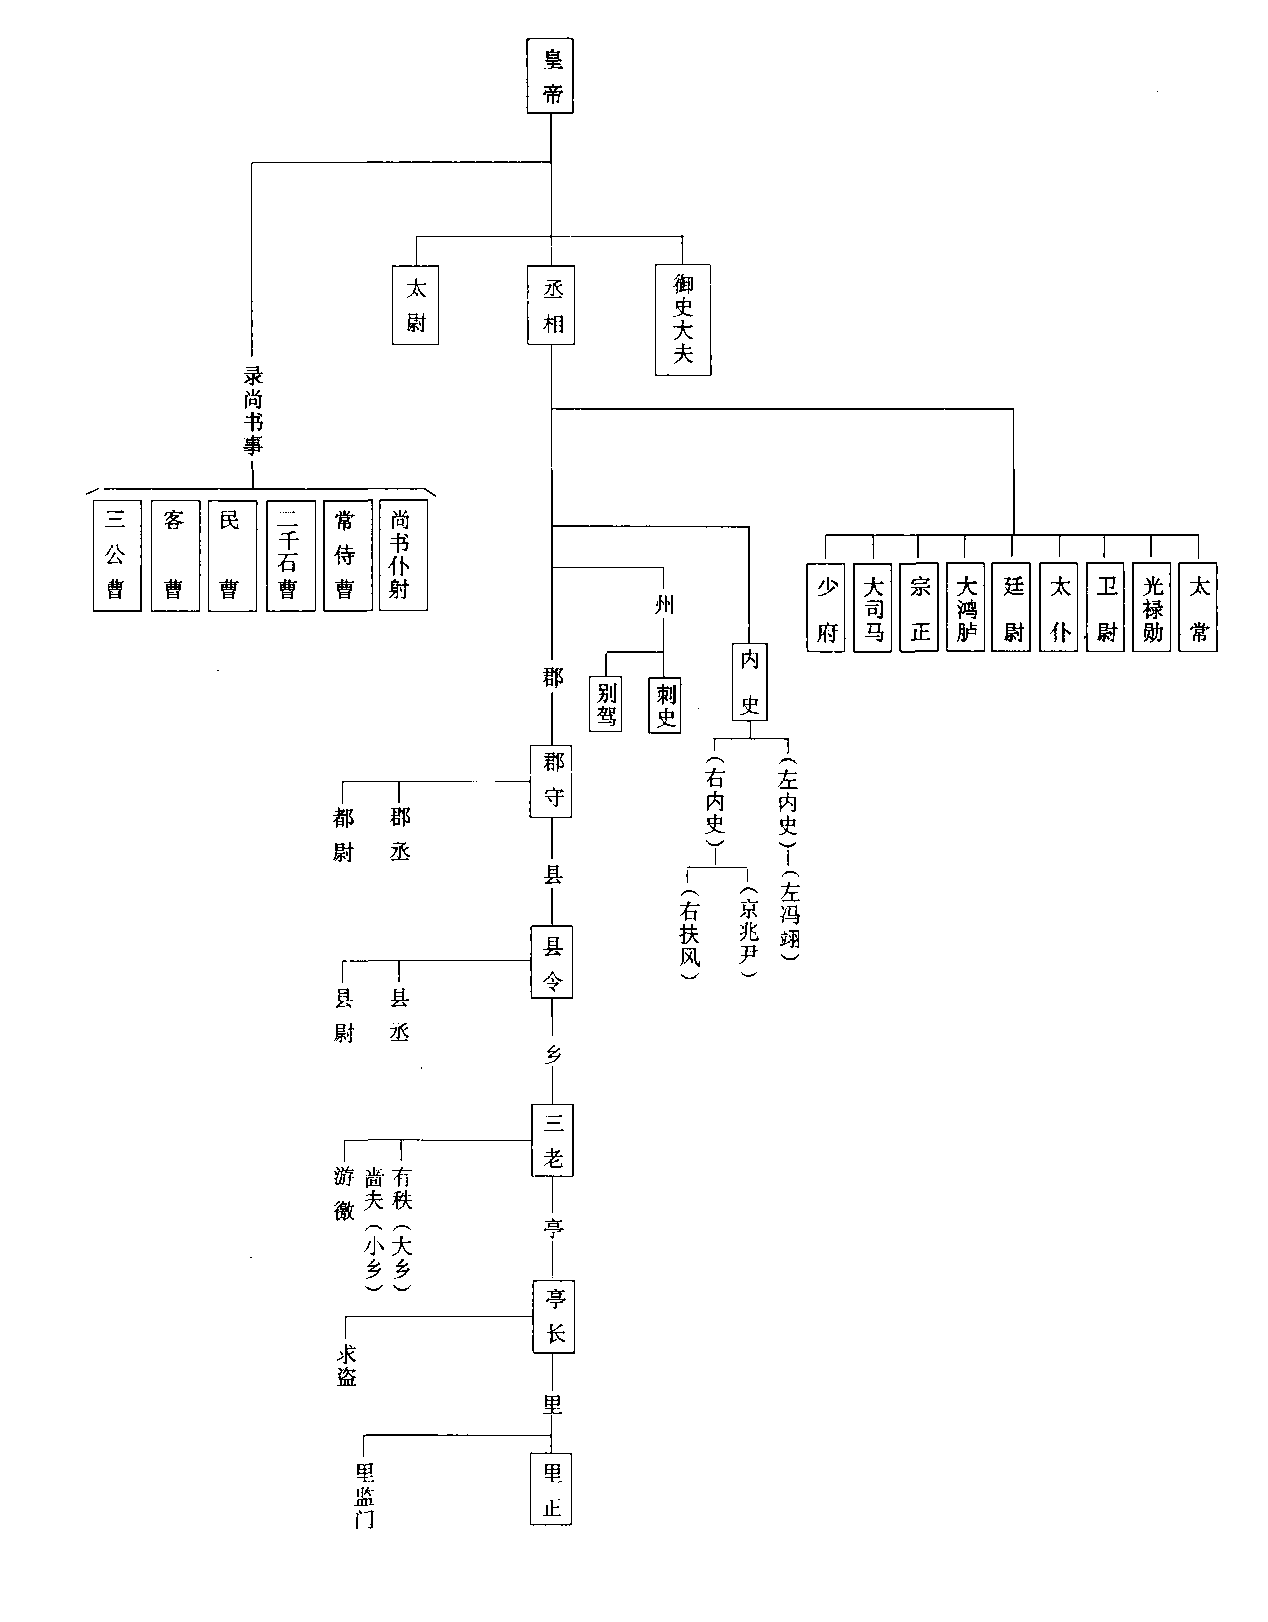 皇帝
太尉
丞相
御史大夫
录尚书事
三公曹
客曹
民曹
二千石曹
常侍曹
尚书仆射
少府
大司马
宗正
大鸿胪
廷尉
太仆
卫尉
光禄勋
太常
州
别驾
刺史
内史
(右内史)
(左内史)
(右扶风)
(京兆尹)
(左冯翊)
郡
郡守
都尉
郡丞
县
县令
县尉
县丞
乡
三老
游徼
啬夫(小乡)
有秩(大乡)
亭
亭长
求盗
里
里监门
里正